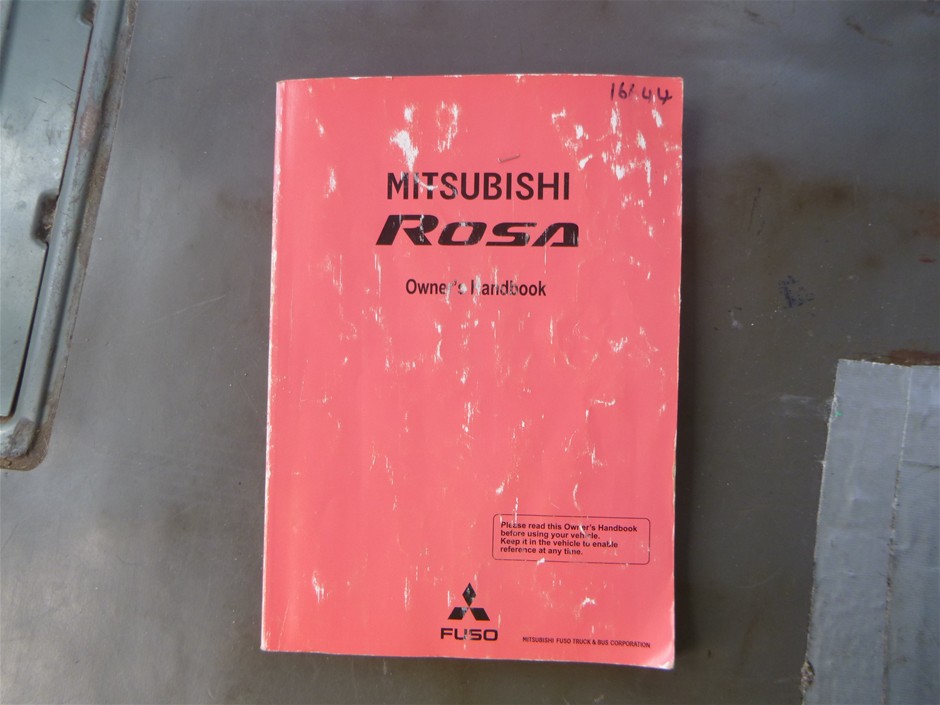 MITSUBISHI
ROSA
Owner's Handbook
Please read this Owner's Handbook
before using your vehicle.
Keep it in the vehicle to enable
reference at any time.
FUSO
MITSUBISHI FUSO TRUCK & BUS CORPORATION